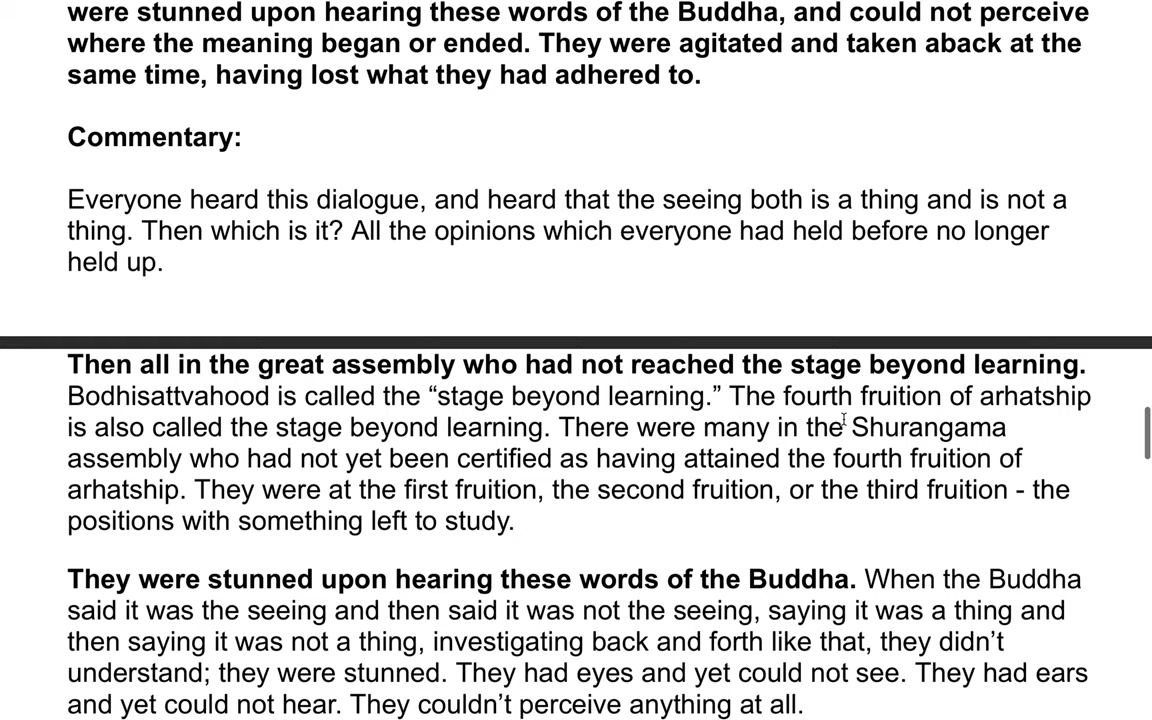 were stunned upon hearing these words of the Buddha, and could not perceive
where the meaning began or ended. They were agitated and taken aback at the
same time, having lost what they had adhered to.
Commentary:
Everyone heard this dialogue, and heard that the seeing both is a thing and is not a
thing. Then which is it? All the opinions which everyone had held before no longer
held up.
Then all in the great assembly who had not reached the stage beyond learning.
Bodhisattvahood is called the “stage beyond learning.” The fourth fruition of arhatship
is also called the stage beyond learning. There were many in the Shurangama
assembly who had not yet been certified as having attained the fourth fruition of
arhatship. They were at the first fruition, the second fruition, or the third fruition - the
positions with something left to study.
They were stunned upon hearing these words of the Buddha. When the Buddha
said it was the seeing and then said it was not the seeing, saying it was a thing and
then saying it was not a thing, investigating back and forth like that, they didn’t
understand; they were stunned. They had eyes and yet could not see. They had ears
and yet could not hear. They couldn’t perceive anything at all.